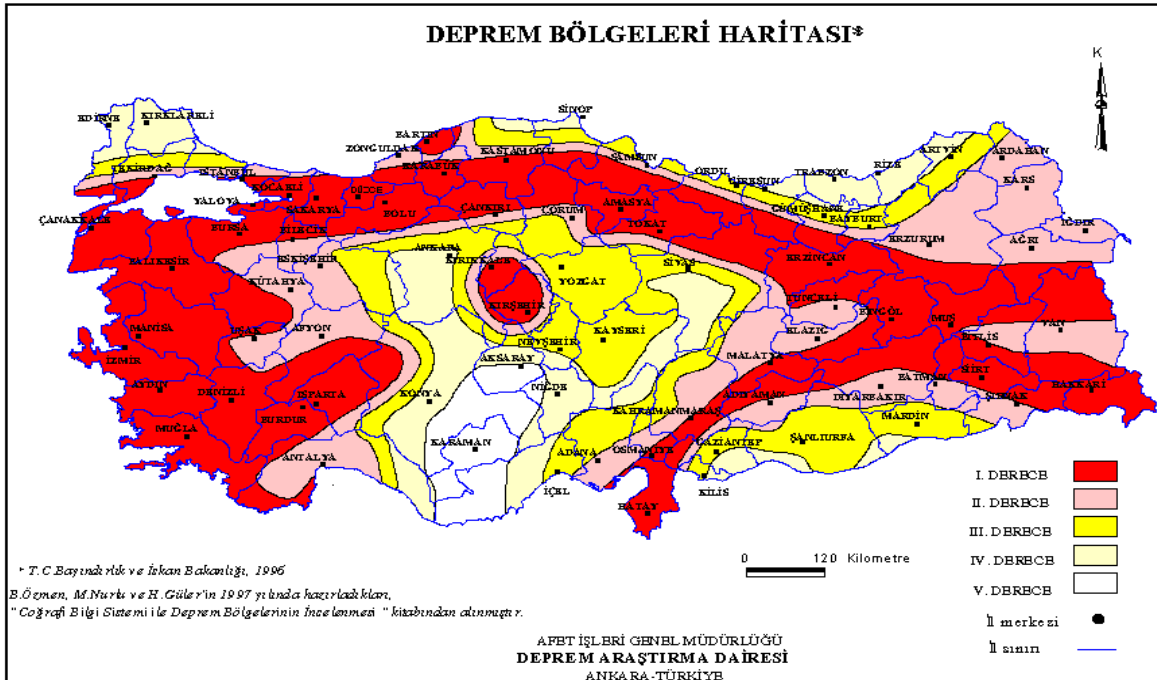 DEPREM BÖLGELERİ HARİTASI*
K
SİNOP
EDİRNE
KIRKLARELİ
BARTIN
ZONGULDAK
KASTAMONU
KARABÜK
SAMSUN
ORDU
GİRESUN
TRABZON
RİZE
ARTVİN
ARDAHAN
KARS
TEKİRDAĞ
İSTANBUL
KOCAELİ
YALOVA
SAKARYA
DÜZCE
BOLU
ÇANKIRI
ÇORUM
AMASYA
TOKAT
GÜMÜŞHANE
BAYBURT
ERZURUM
IĞDIR
AĞRI
ÇANAKKALE
BURSA
BİLECİK
ESKİŞEHİR
ANKARA
KIRIKKALE
YOZGAT
SİVAS
ERZİNCAN
BALIKESİR
KÜTAHYA
KIRŞEHİR
TUNCELİ
BİNGÖL
MUŞ
VAN
MANİSA
UŞAK
AFYON
KAYSERİ
ELAZIĞ
BİTLİS
İZMİR
NEVŞEHİR
AKSARAY
MALATYA
SİİRT
AYDIN
DENİZLİ
ISPARTA
BURDUR
KONYA
NİĞDE
KAHRAMANMARAŞ
ADIYAMAN
DİYARBAKIR
BATMAN
ŞIRNAK
HAKKARİ
MUĞLA
ANTALYA
KARAMAN
ADANA
OSMANİYE
GAZİANTEP
ŞANLIURFA
MARDİN
İÇEL
KİLİS
HATAY
I. DERECE
II. DERECE
III. DERECE
IV. DERECE
V. DERECE
İl merkezi
İl sınırı
0 120 Kilometre
* T.C.Bayındırlık ve İskan Bakanlığı, 1996
B.Özmen, M.Nurlu ve H.Güler'in 1997 yılında hazırladıkları,
"Coğrafi Bilgi Sistemi ile Deprem Bölgelerinin İncelenmesi " kitabından alınmıştır.
AFET İŞLERİ GENEL MÜDÜRLÜĞÜ
DEPREM ARAŞTIRMA DAİRESİ
ANKARA-TÜRKİYE